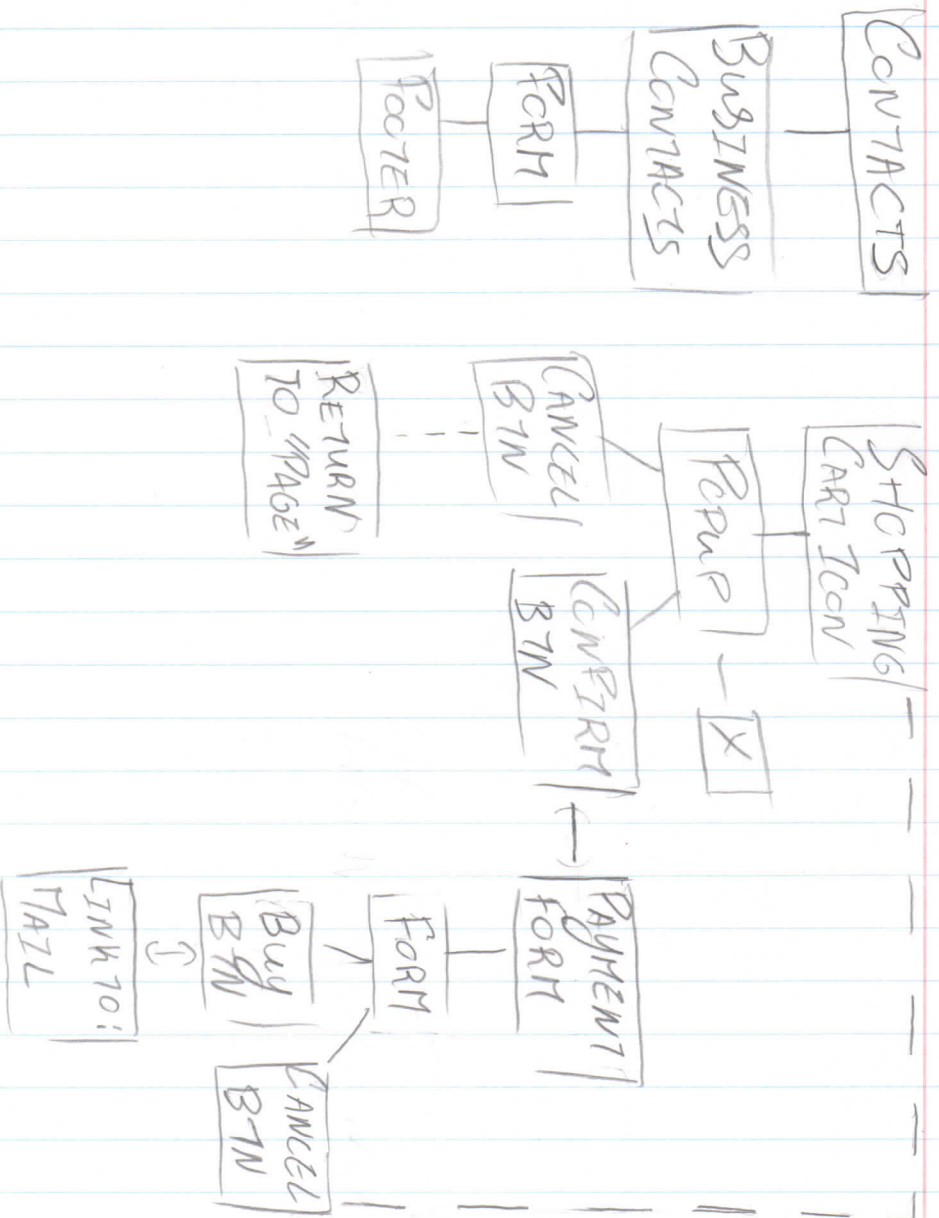 CONTACTS
BUSINESS
CONTACTS
FORM
FOOTER
SHOPPING
CART ICON
POPUP
X
CANCEL
BTN
RETURN
TO "PAGE"
CONFIRM
BTN
PAYMENT
FORM
FORM
BUY
BTN
LINK TO:
MAIL
CANCEL
BTN